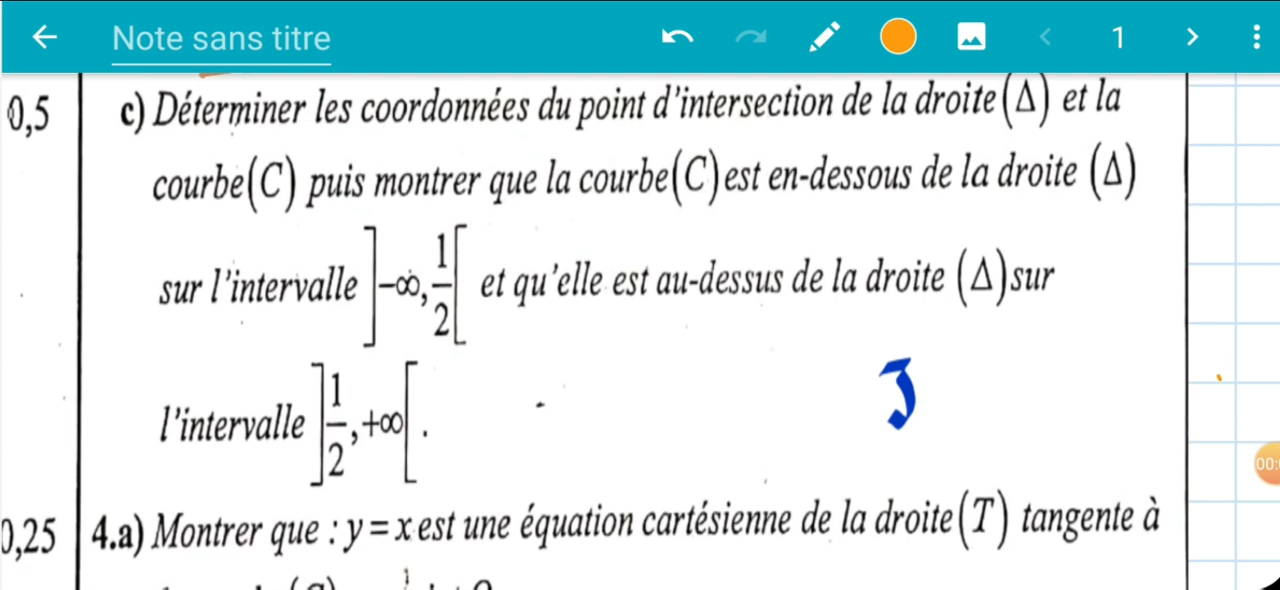 Note sans titre
1
0,5 c) Déterminer les coordonnées du point d'intersection de la droite (Δ) et la
courbe (C) puis montrer que la courbe (C) est en-dessous de la droite (Δ)
sur l'intervalle ]-∞, 1/2[ et qu'elle est au-dessus de la droite (Δ) sur
l'intervalle ]1/2, +∞[.
0,25 4.a) Montrer que : y = x est une équation cartésienne de la droite (T) tangente à